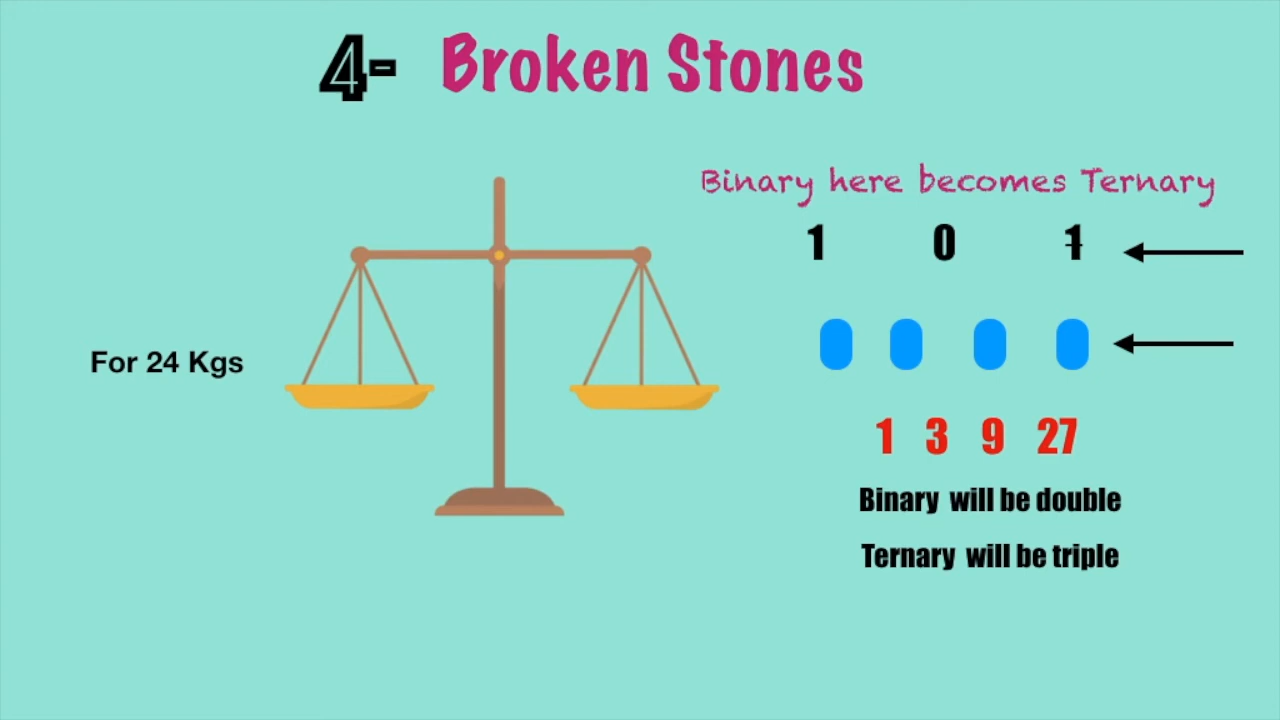 4- Broken Stones
Binary here becomes Ternary
1 0 1
For 24 Kgs
1 3 9 27
Binary will be double
Ternary will be triple